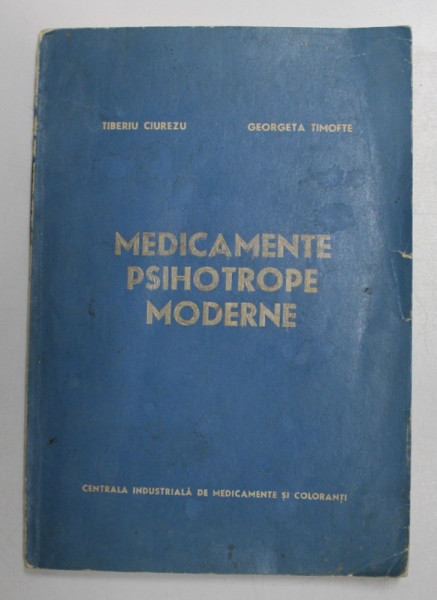 TIBERIU CIUREZU GEORGETA TIMOFTE
MEDICAMENTE
PSIHOTROPE
MODERNE
CENTRALA INDUSTRIALĂ DE MEDICAMENTE ȘI COLORANȚI